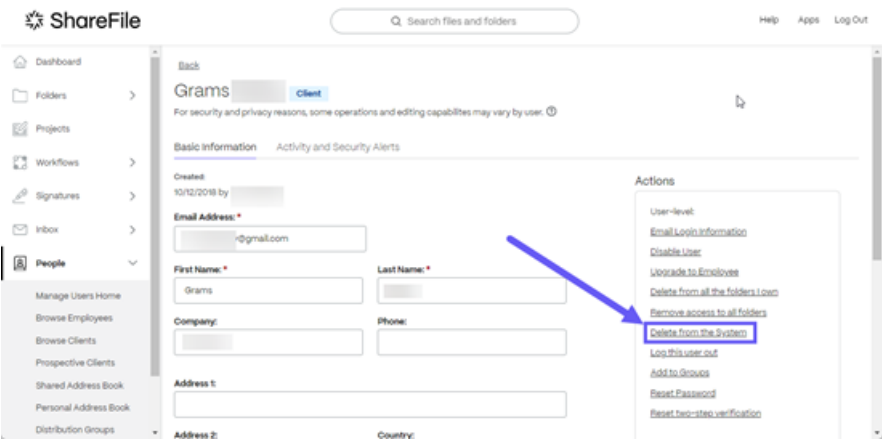 ShareFile
Search files and folders
Help Apps Log Out
Dashboard
Folders
Projects
Workflows
Signatures
Inbox
People
Manage Users Home
Browse Employees
Browse Clients
Prospective Clients
Shared Address Book
Personal Address Book
Distribution Groups
Back
Grams Client
For security and privacy reasons, some operations and editing capabilites may vary by user.
Basic Information Activity and Security Alerts
Created:
10/12/2018 by
Email Address: *
@gmail.com
First Name: * Last Name: *
Grams
Company: Phone:
Address 1:
Address 2: Country:
Actions
User-level:
Email Login Information
Disable User
Upgrade to Employee
Delete from all the folders I own
Remove access to all folders
Delete from the System
Log this user out
Add to Groups
Reset Password
Reset two-step verification